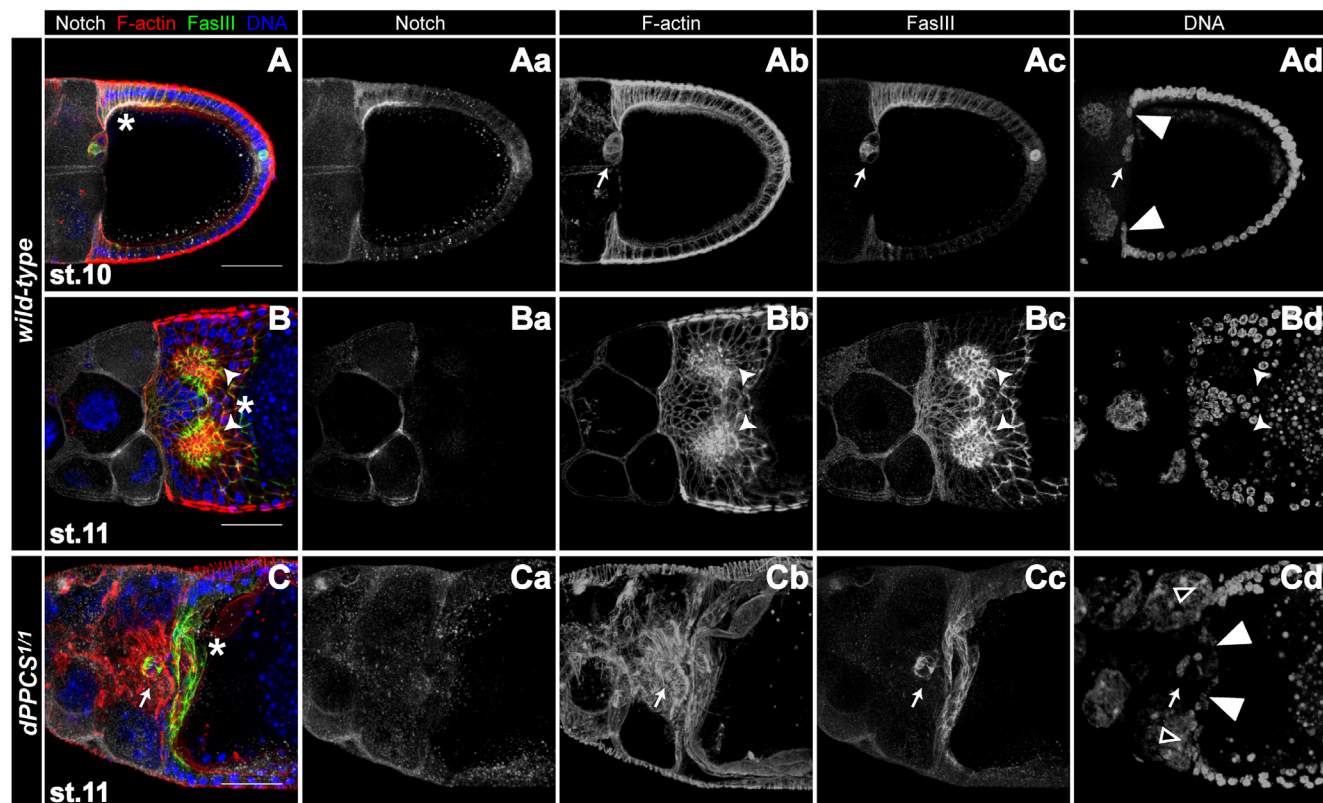 Notch F-actin FasIII DNA Notch F-actin FasIII DNA
wild-type
A Aa Ab Ac Ad
*
st.10
B Ba Bb Bc Bd
*
st.11
dPPCS1/1
C Ca Cb Cc Cd
*
st.11